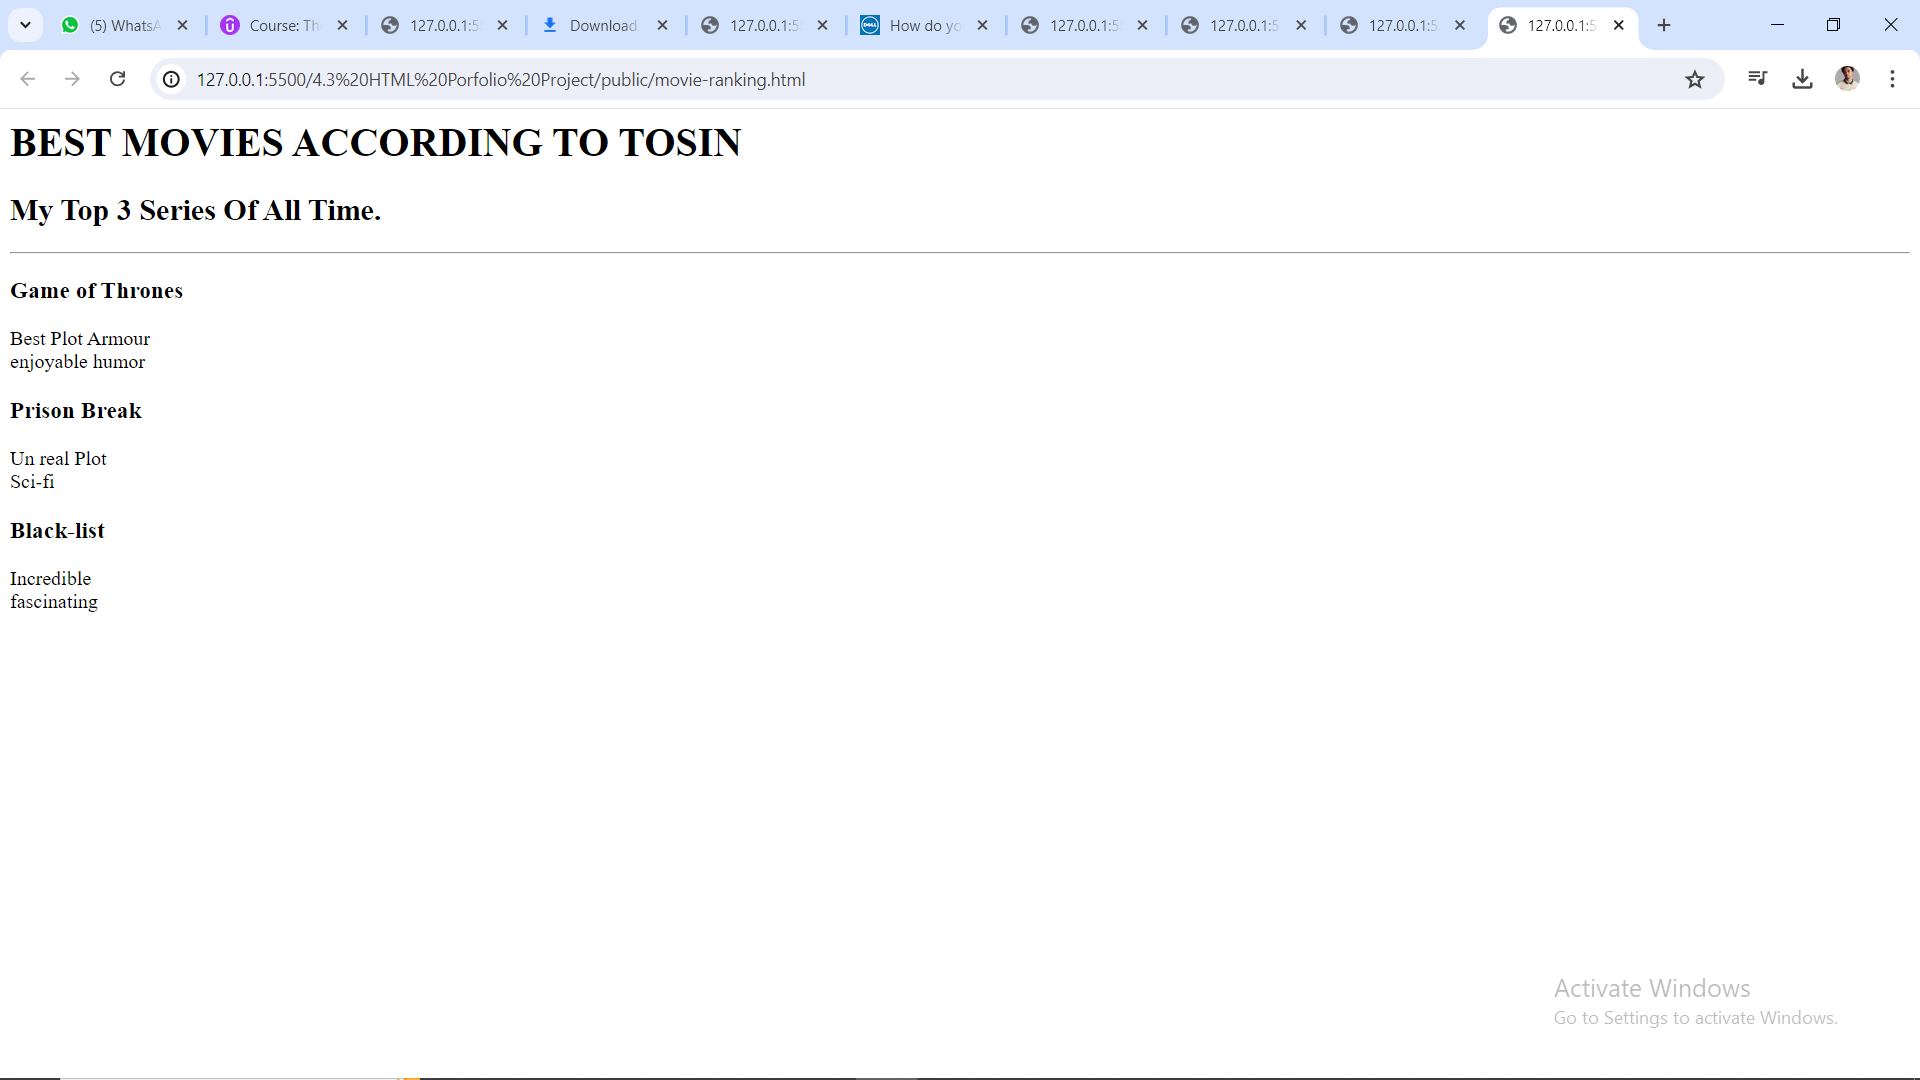 (5) WhatsA
Course: Th
127.0.0.1:5
Download
127.0.0.1:5
How do yo
127.0.0.1:5
127.0.0.1:5
127.0.0.1:5
127.0.0.1:5
127.0.0.1:5500/4.3%20HTML%20Porfolio%20Project/public/movie-ranking.html
BEST MOVIES ACCORDING TO TOSIN
My Top 3 Series Of All Time.
Game of Thrones
Best Plot Armour
enjoyable humor
Prison Break
Un real Plot
Sci-fi
Black-list
Incredible
fascinating
Activate Windows
Go to Settings to activate Windows.